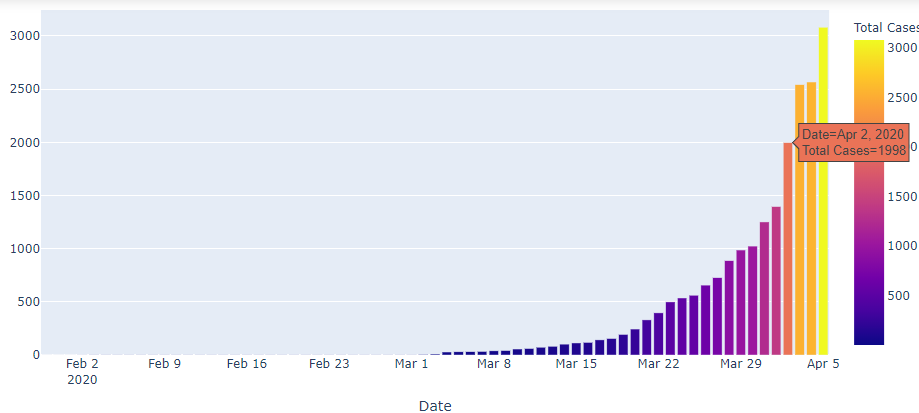 Total Cases
3000
2500
2000
1500
1000
500
0
3000
2500
0
1500
1000
500
Date=Apr 2, 2020
Total Cases=1998
Feb 2
2020
Feb 9
Feb 16
Feb 23
Mar 1
Mar 8
Mar 15
Mar 22
Mar 29
Apr 5
Date